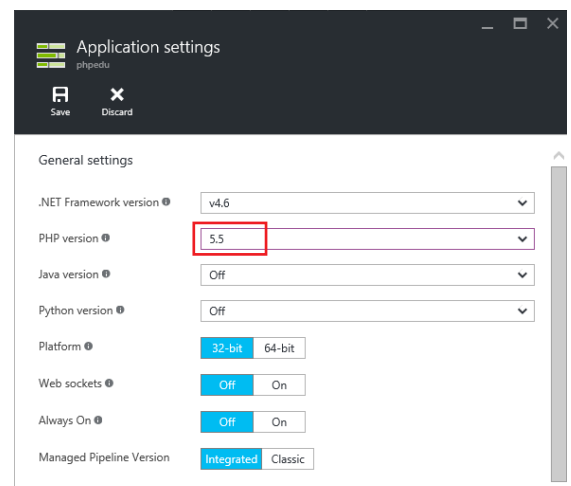 Application settings
phpedu
Save Discard
General settings
.NET Framework version v4.6
PHP version 5.5
Java version Off
Python version Off
Platform 32-bit 64-bit
Web sockets Off On
Always On Off On
Managed Pipeline Version Integrated Classic